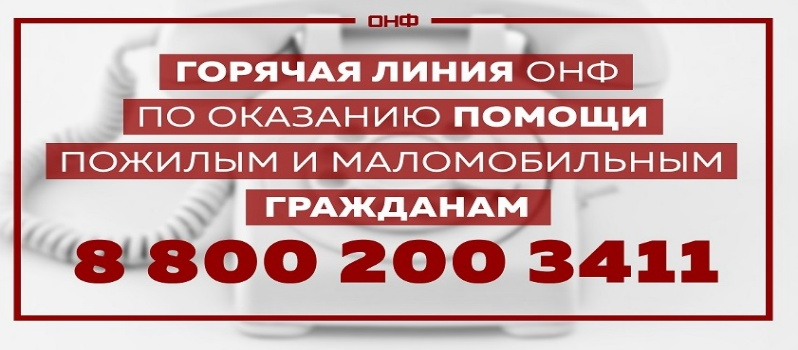 ОНФ
ГОРЯЧАЯ ЛИНИЯ ОНФ
ПО ОКАЗАНИЮ ПОМОЩИ
ПОЖИЛЫМ И МАЛОМОБИЛЬНЫМ
ГРАЖДАНАМ
8 800 200 3411